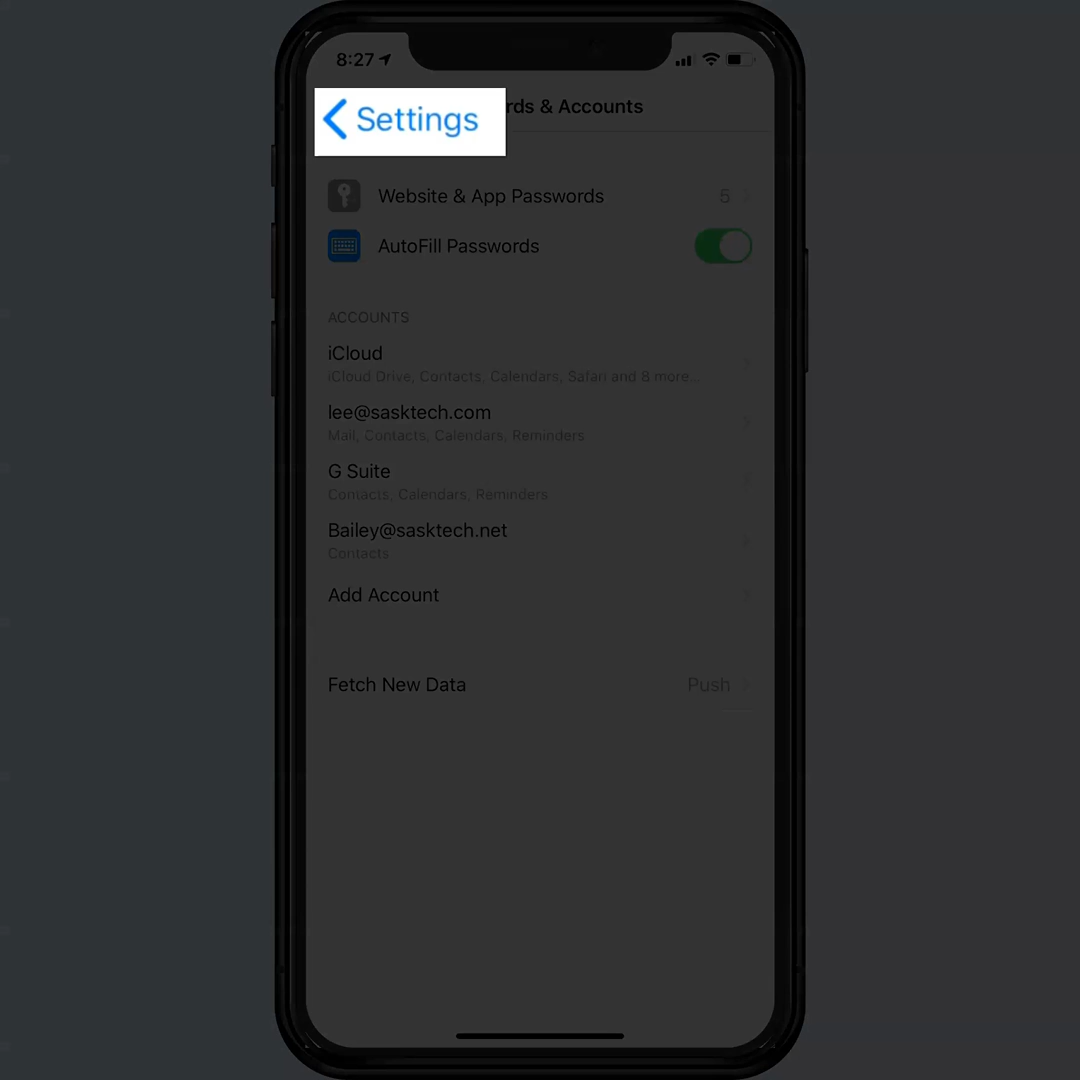 8:27
Settings
rds & Accounts
Website & App Passwords 5
AutoFill Passwords
ACCOUNTS
iCloud
iCloud Drive, Contacts, Calendars, Safari and 8 more...
lee@sasktech.com
Mail, Contacts, Calendars, Reminders
G Suite
Contacts, Calendars, Reminders
Bailey@sasktech.net
Contacts
Add Account
Fetch New Data Push